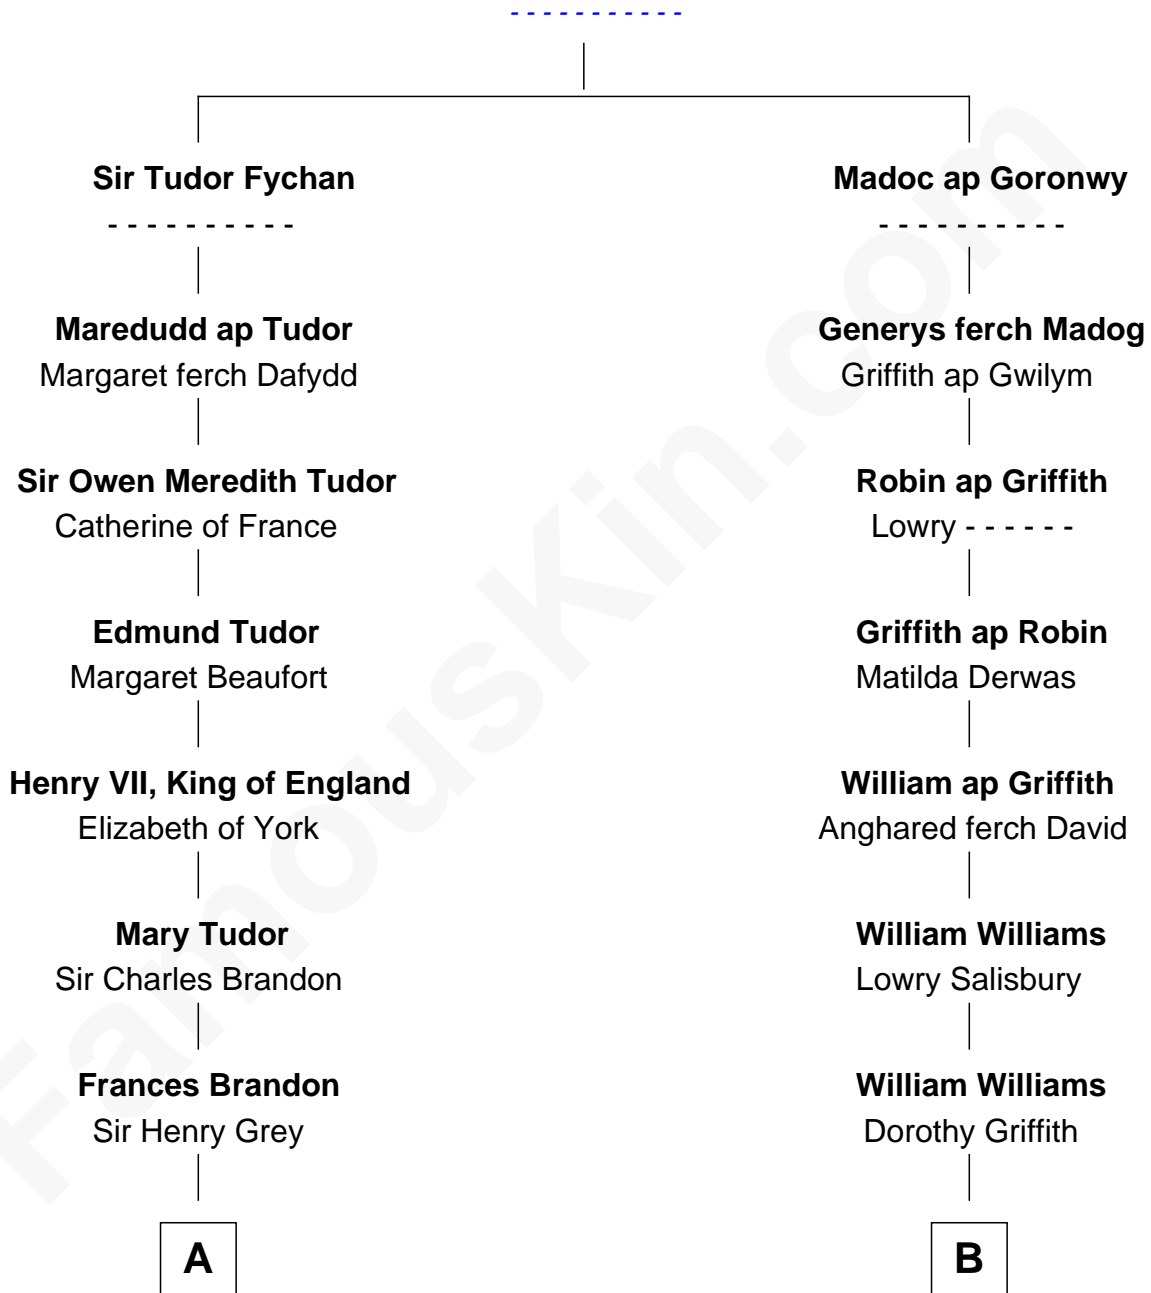 - - - - - - - - - - -
Sir Tudor Fychan
- - - - - - - - - -
Maredudd ap Tudor
Margaret ferch Dafydd
Sir Owen Meredith Tudor
Catherine of France
Edmund Tudor
Margaret Beaufort
Henry VII, King of England
Elizabeth of York
Mary Tudor
Sir Charles Brandon
Frances Brandon
Sir Henry Grey
A
Madoc ap Goronwy
- - - - - - - - - -
Generys ferch Madog
Griffith ap Gwilym
Robin ap Griffith
Lowry - - - - - -
Griffith ap Robin
Matilda Derwas
William ap Griffith
Anghared ferch David
William Williams
Lowry Salisbury
William Williams
Dorothy Griffith
B
FamousKin.com